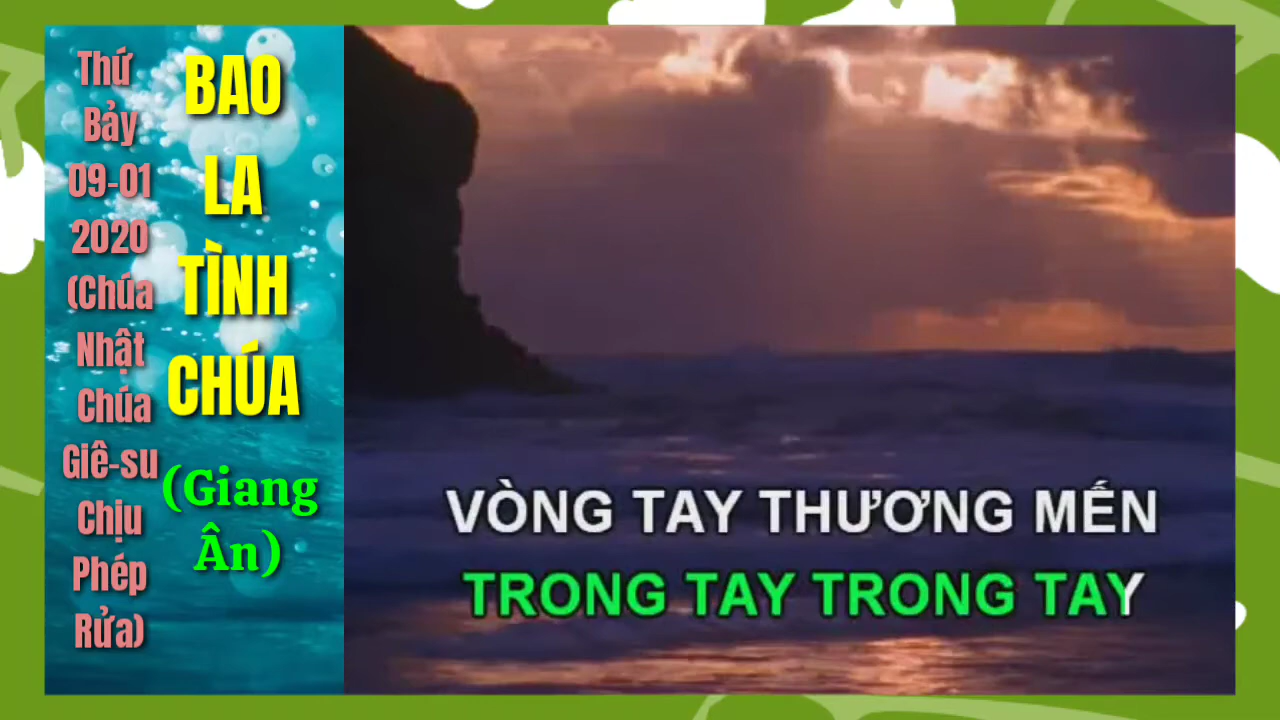 Thứ
Bảy
09-01
2020
(Chúa
Nhật
Chúa
Giê-su
Chịu
Phép
Rửa)
BAO
LA
TÌNH
CHÚA
(Giang
Ân)
VÒNG TAY THƯƠNG MẾN
TRONG TAY TRONG TAY